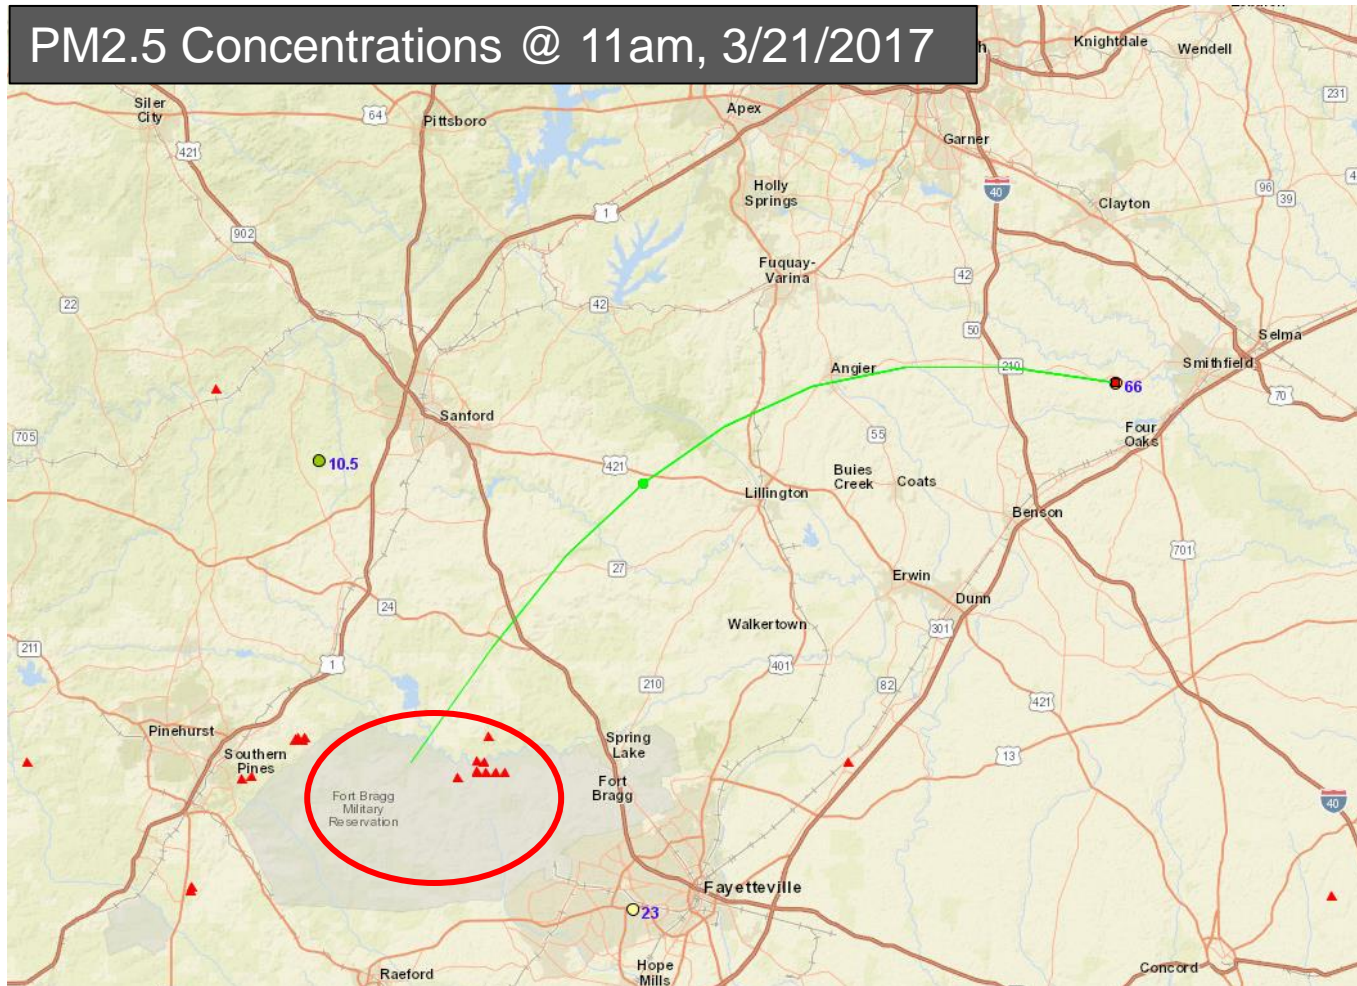 PM2.5 Concentrations @ 11am, 3/21/2017
Knightdale
Wendell
Siler
City
64
Pittsboro
Apex
231
421
Garner
Holly
Springs
40
96
39
Clayton
1
902
Fuquay-
Varina
42
22
42
50
Selma
Smithfield
210
Angier
66
70
Sanford
705
55
Four
Oaks
10.5
421
Buies
Creek
Coats
Lillington
Benson
701
27
Erwin
24
Dunn
Walkertown
301
211
1
401
210
82
421
Pinehurst
Southern
Pines
Spring
Lake
13
Fort
Bragg
Fort Bragg
Military
Reservation
40
Fayetteville
23
Raeford
Hope
Mills
Concord